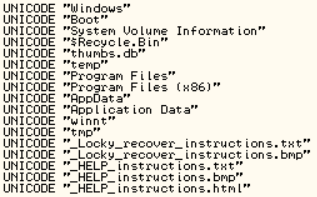 UNICODE "Windows"
UNICODE "Boot"
UNICODE "System Volume Information"
UNICODE "$Recycle.Bin"
UNICODE "thumbs.db"
UNICODE "temp"
UNICODE "Program Files"
UNICODE "Program Files (x86)"
UNICODE "AppData"
UNICODE "Application Data"
UNICODE "winnt"
UNICODE "tmp"
UNICODE "_Locky_recover_instructions.txt"
UNICODE "_Locky_recover_instructions.bmp"
UNICODE "_HELP_instructions.txt"
UNICODE "_HELP_instructions.bmp"
UNICODE "_HELP_instructions.html"